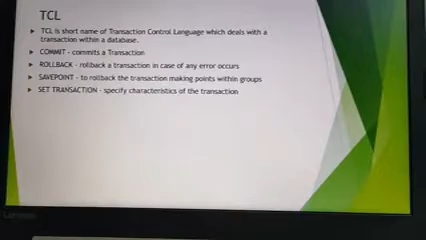 TCL
TCL is short name of Transaction Control Language which deals with a
transaction within a database.
COMMIT - commits a Transaction
ROLLBACK - rollback a transaction in case of any error occurs
SAVEPOINT - to rollback the transaction making points within groups
SET TRANSACTION - specify characteristics of the transaction
Lenovo